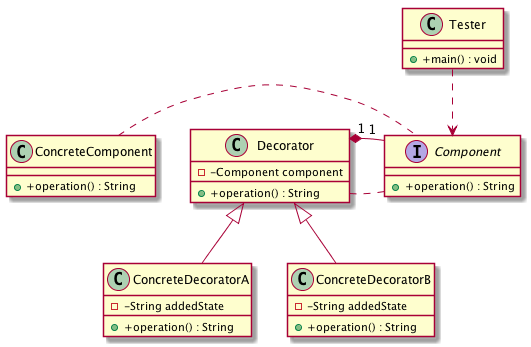 C Tester
+main() : void
1 1
C ConcreteComponent
+operation() : String
C Decorator
-Component component
+operation() : String
I Component
+operation() : String
C ConcreteDecoratorA
-String addedState
+operation() : String
C ConcreteDecoratorB
-String addedState
+operation() : String